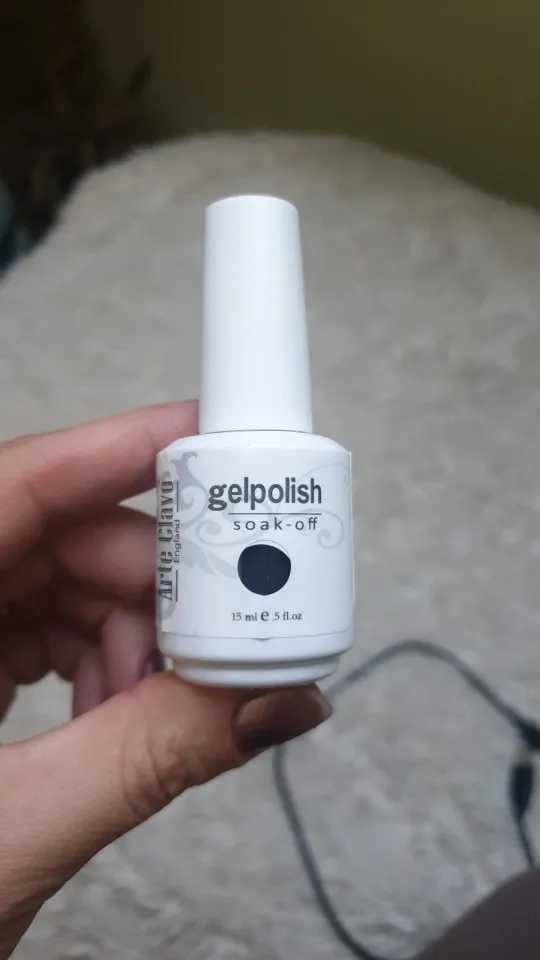 gelpolish
soak-off
15 ml e .5 fl.oz
Arte Clavo
England